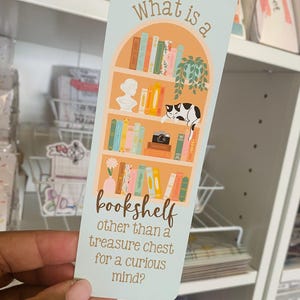 What is a
bookshelf
other than a
treasure chest
for a curious
mind?